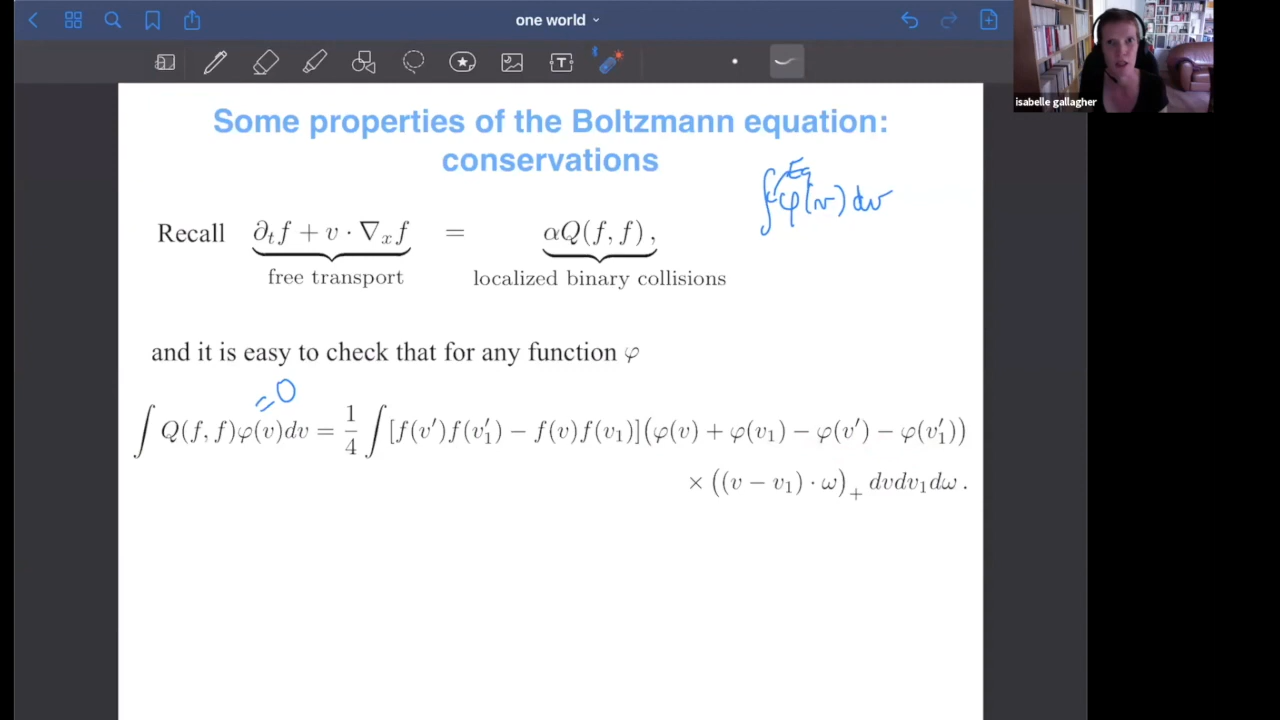 one world
isabelle gallagher
Some properties of the Boltzmann equation:
conservations
∫ Eq φ(v) dv
Recall ∂ₜf + v · ∇ₓf = αQ(f, f) ,
free transport localized binary collisions
and it is easy to check that for any function φ
= 0
∫ Q(f, f)φ(v)dv = 1/4 ∫ [f(v′)f(v′₁) − f(v)f(v₁)](φ(v) + φ(v₁) − φ(v′) − φ(v′₁))
× ((v − v₁) · ω)₊ dvdv₁dω .